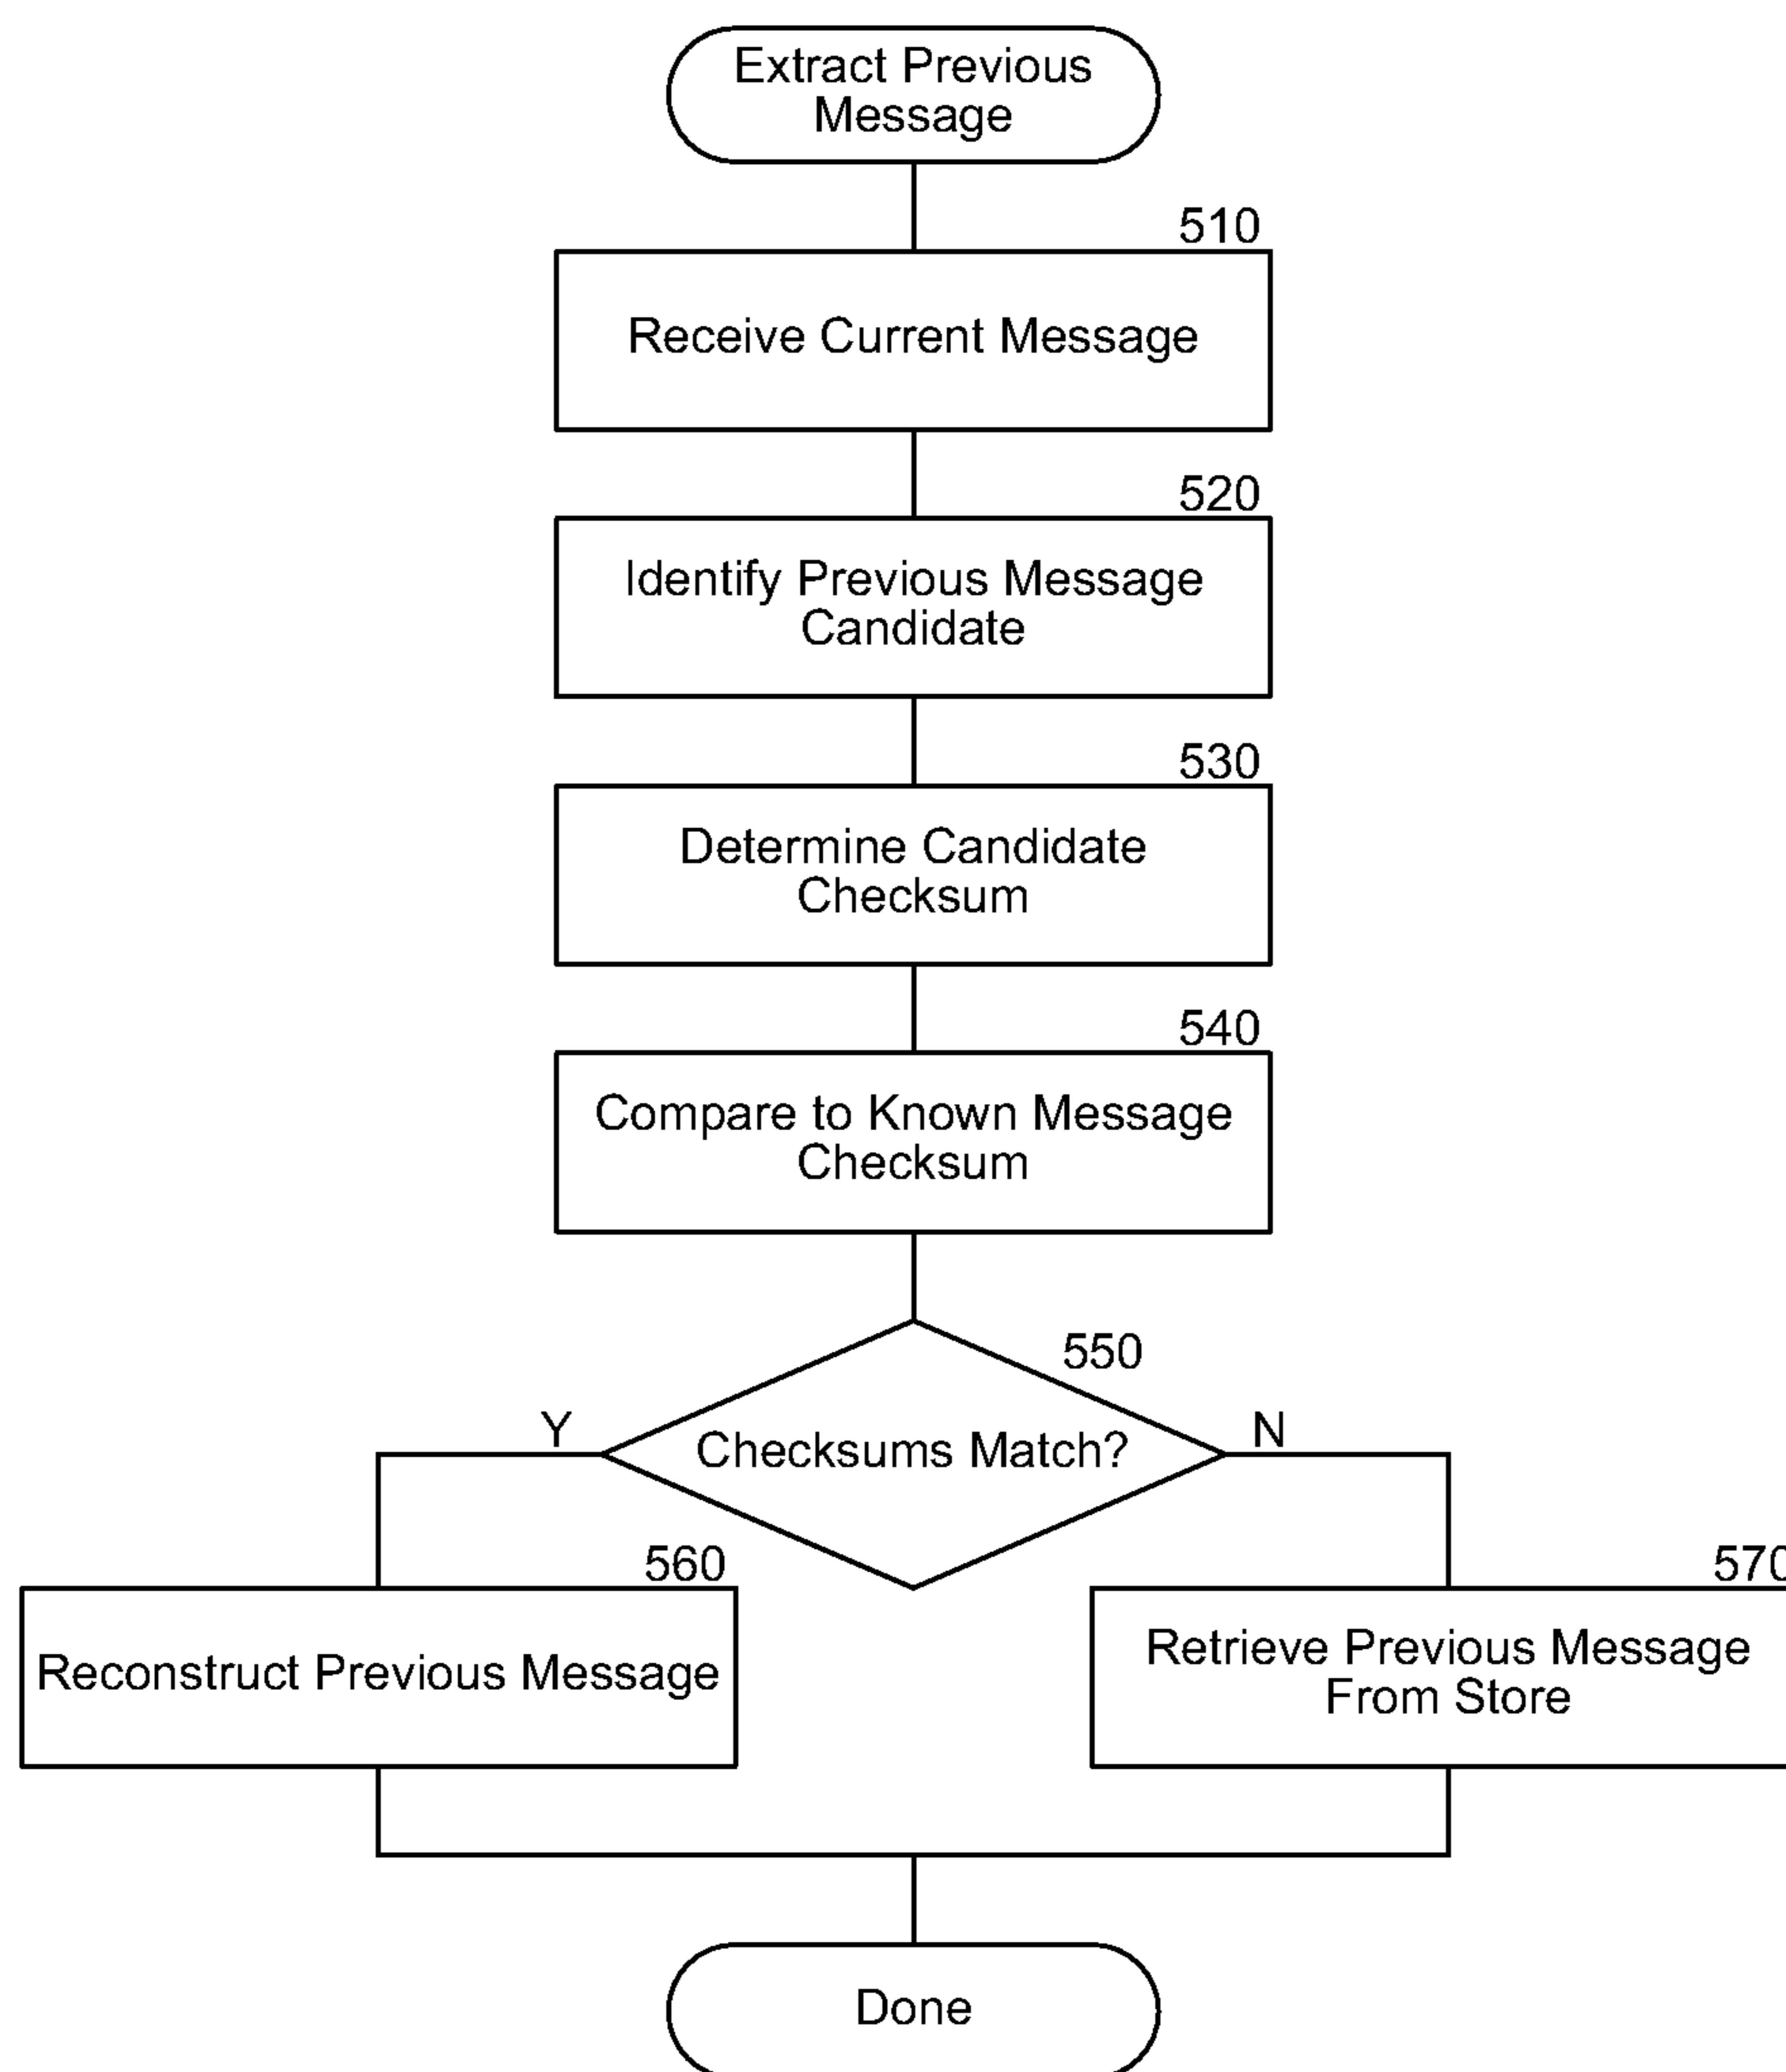 Extract Previous
Message
510
Receive Current Message
520
Identify Previous Message
Candidate
530
Determine Candidate
Checksum
540
Compare to Known Message
Checksum
550
Checksums Match?
Y
N
560
Reconstruct Previous Message
570
Retrieve Previous Message
From Store
Done